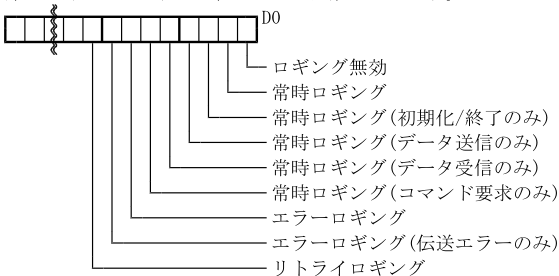 D0
ロギング無効
常時ロギング
常時ロギング(初期化/終了のみ)
常時ロギング(データ送信のみ)
常時ロギング(データ受信のみ)
常時ロギング(コマンド要求のみ)
エラーロギング
エラーロギング(伝送エラーのみ)
リトライロギング